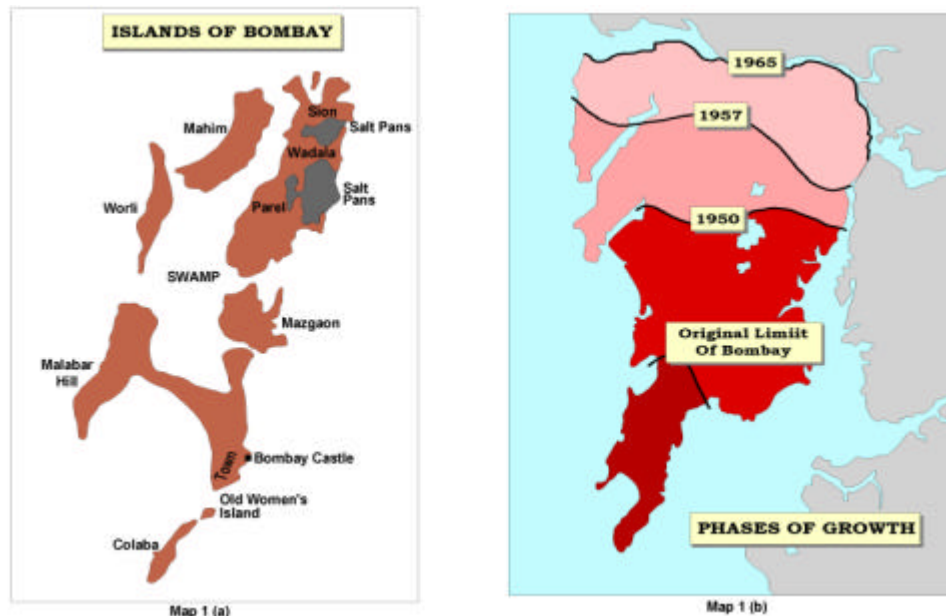 ISLANDS OF BOMBAY
Sion
Salt Pans
Mahim
Wadala
Salt
Pans
Parel
Worli
SWAMP
Mazgaon
Malabar
Hill
Town
Bombay Castle
Old Women's
Island
Colaba
Map 1 (a)
1965
1957
1950
Original Limiit
Of Bombay
PHASES OF GROWTH
Map 1 (b)